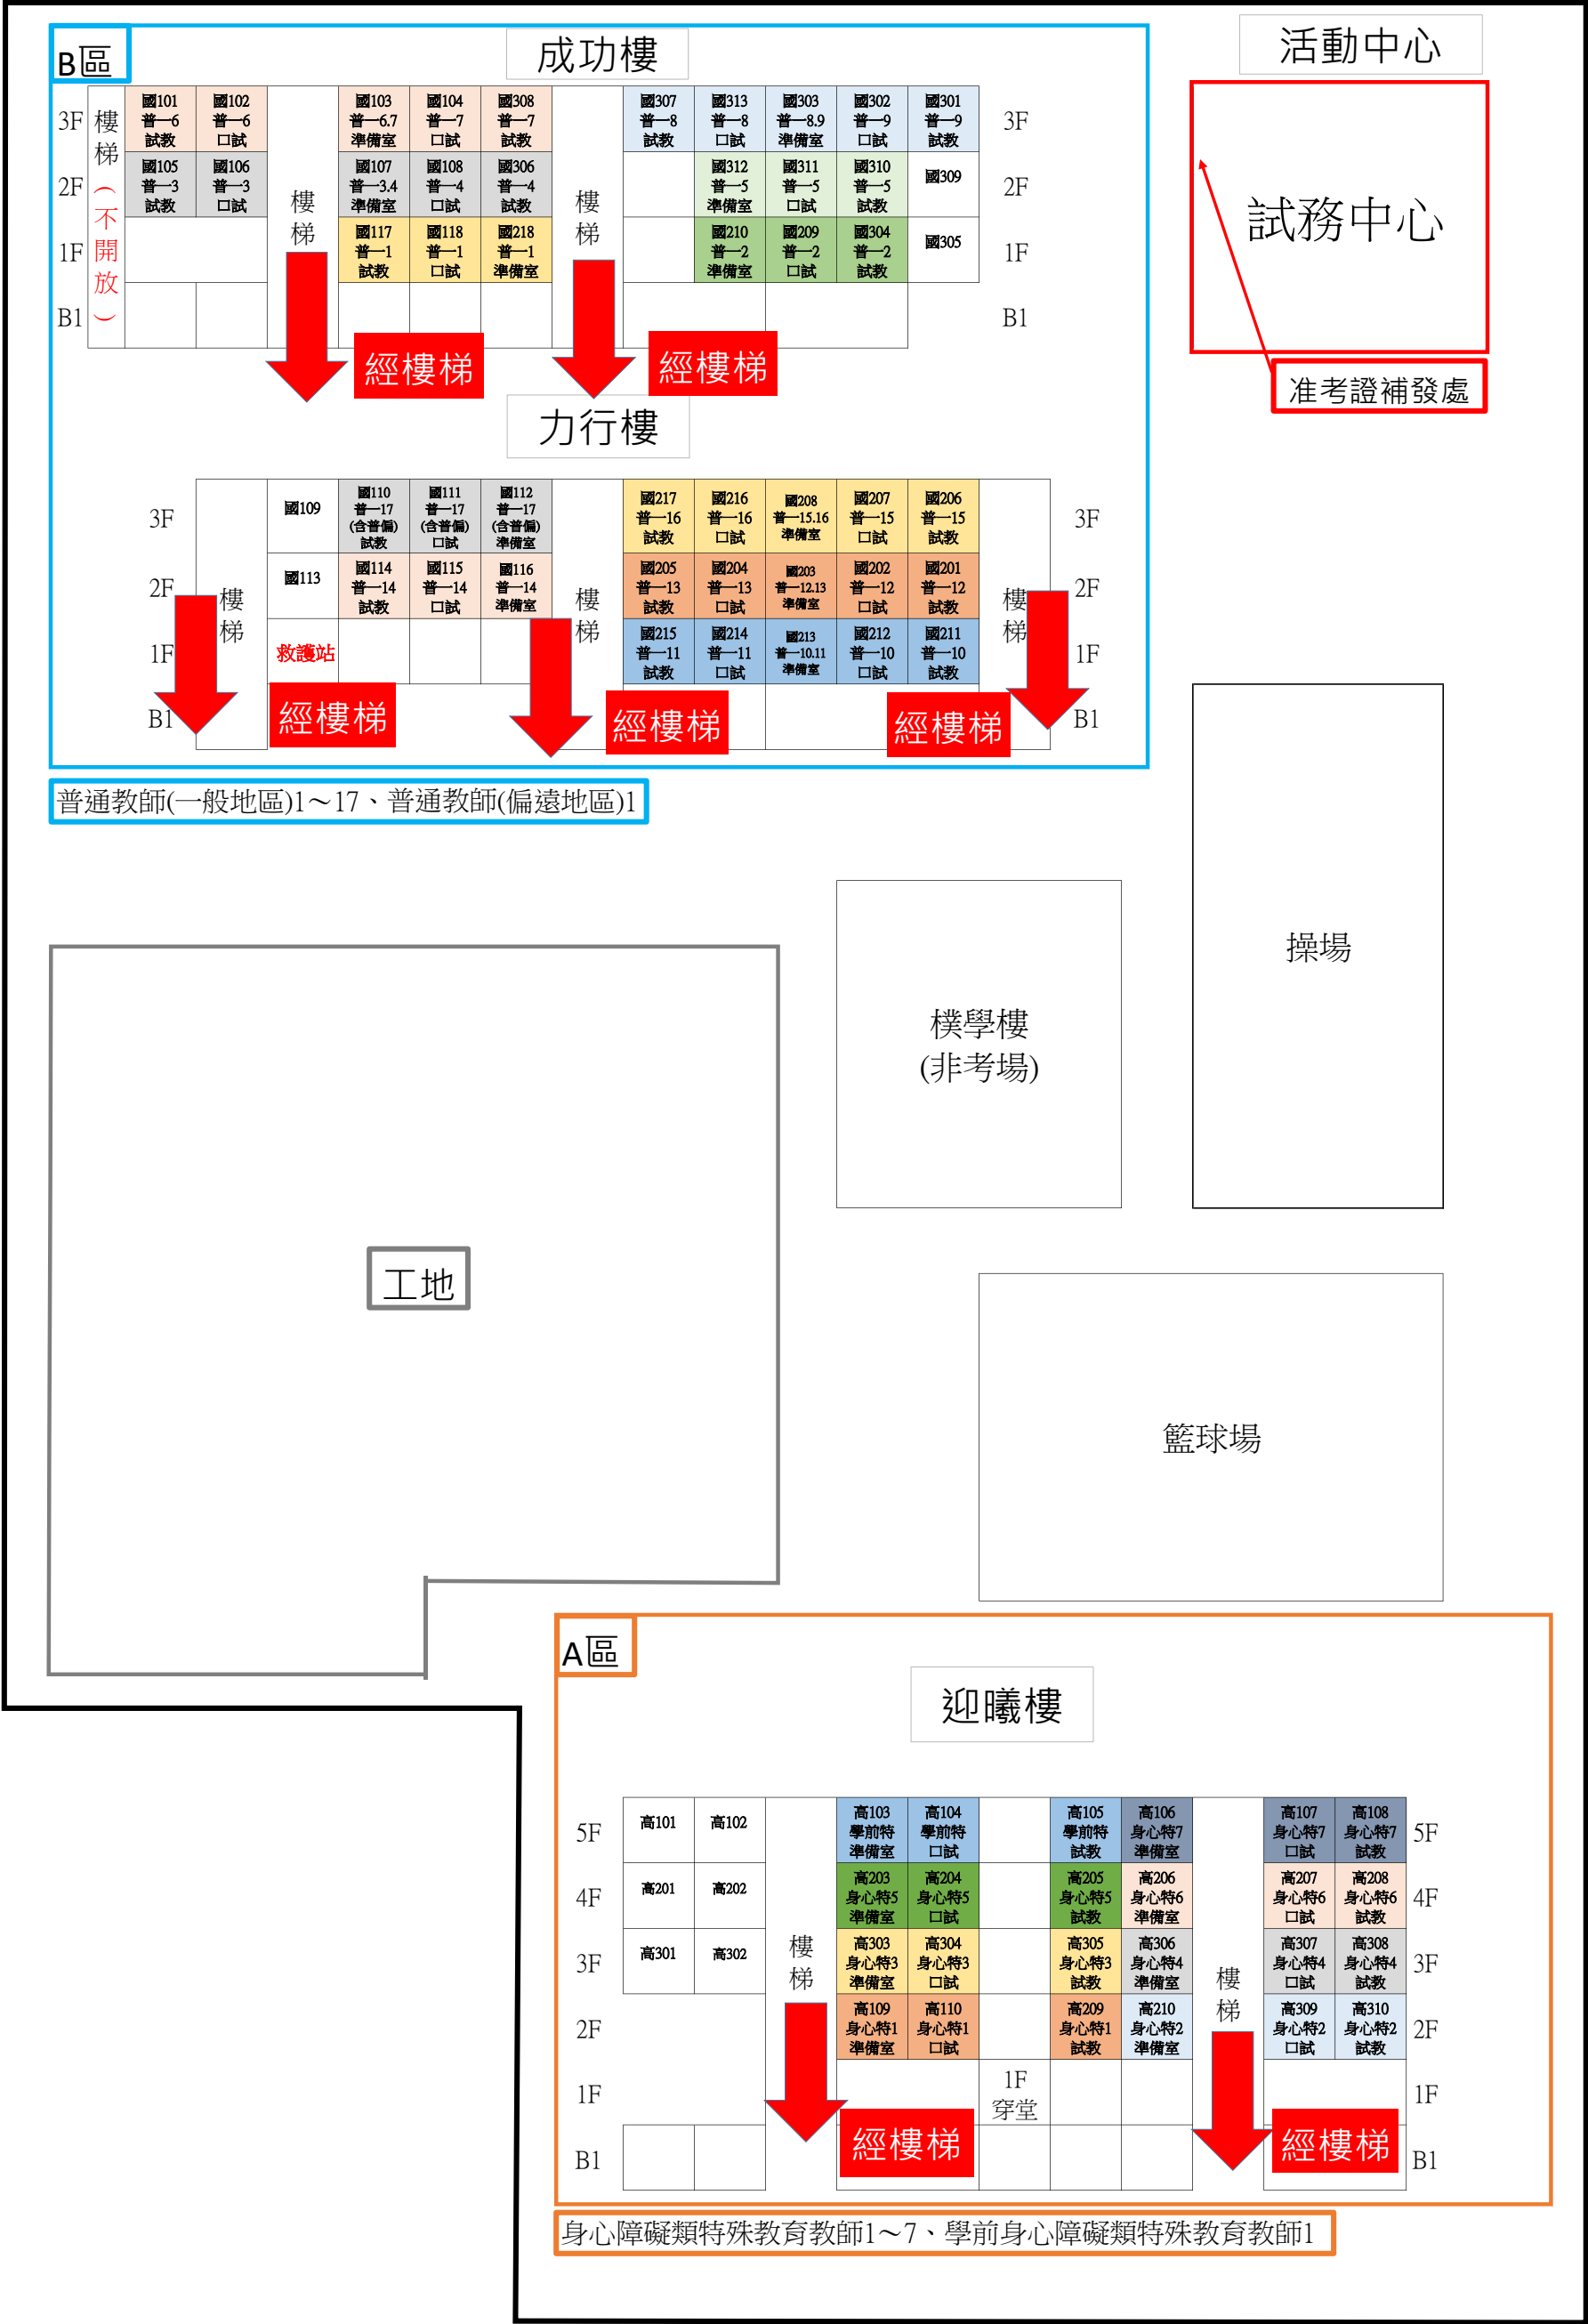 B區
成功樓
活動中心
3F
2F
1F
B1
樓梯(不開放)
國101
普一6
試教
國102
普一6
口試
國103
普一6.7
準備室
國104
普一7
口試
國308
普一7
試教
國307
普一8
試教
國313
普一8
口試
國303
普一8.9
準備室
國302
普一9
口試
國301
普一9
試教
國105
普一3
試教
國106
普一3
口試
國107
普一3.4
準備室
國108
普一4
口試
國306
普一4
試教
國312
普一5
準備室
國311
普一5
口試
國310
普一5
試教
國309
國117
普一1
試教
國118
普一1
口試
國218
普一1
準備室
國210
普一2
準備室
國209
普一2
口試
國304
普一2
試教
國305
樓梯
樓梯
3F
2F
1F
B1
經樓梯
經樓梯
試務中心
准考證補發處
力行樓
3F
2F
1F
B1
樓梯
國109
國110
普一17
(含普偏)
試教
國111
普一17
(含普偏)
口試
國112
普一17
(含普偏)
準備室
國217
普一16
試教
國216
普一16
口試
國208
普一15.16
準備室
國207
普一15
口試
國206
普一15
試教
國113
國114
普一14
試教
國115
普一14
口試
國116
普一14
準備室
國205
普一13
試教
國204
普一13
口試
國203
普一12.13
準備室
國202
普一12
口試
國201
普一12
試教
救護站
國215
普一11
試教
國214
普一11
口試
國213
普一10.11
準備室
國212
普一10
口試
國211
普一10
試教
樓梯
樓梯
3F
2F
1F
B1
經樓梯
經樓梯
經樓梯
普通教師(一般地區)1～17、普通教師(偏遠地區)1
操場
樸學樓
(非考場)
工地
籃球場
A區
迎曦樓
5F
4F
3F
2F
1F
B1
高101
高102
高103
學前特
準備室
高104
學前特
口試
高105
學前特
試教
高106
身心特7
準備室
高107
身心特7
口試
高108
身心特7
試教
高201
高202
高203
身心特5
準備室
高204
身心特5
口試
高205
身心特5
試教
高206
身心特6
準備室
高207
身心特6
口試
高208
身心特6
試教
高301
高302
高303
身心特3
準備室
高304
身心特3
口試
高305
身心特3
試教
高306
身心特4
準備室
高307
身心特4
口試
高308
身心特4
試教
高109
身心特1
準備室
高110
身心特1
口試
高209
身心特1
試教
高210
身心特2
準備室
高309
身心特2
口試
高310
身心特2
試教
樓梯
樓梯
1F
穿堂
5F
4F
3F
2F
1F
B1
經樓梯
經樓梯
身心障礙類特殊教育教師1～7、學前身心障礙類特殊教育教師1